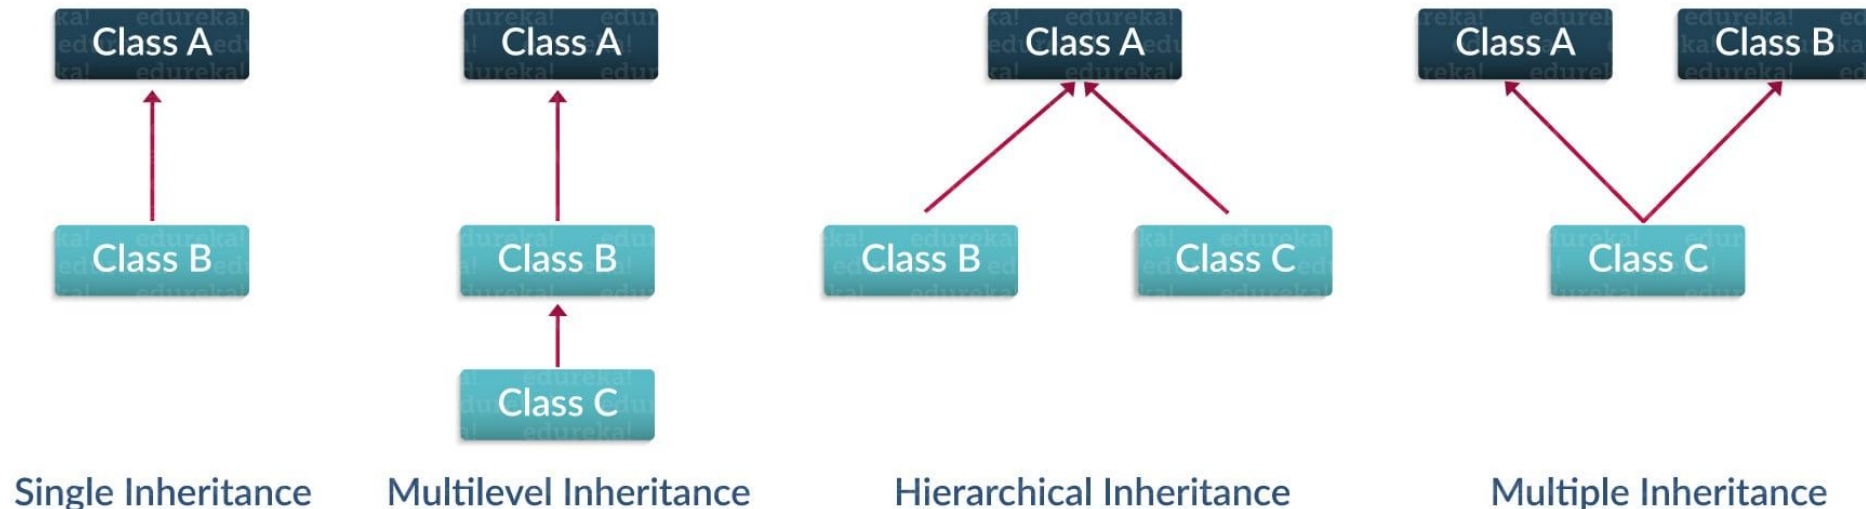 Class A
Class B
Single Inheritance
Class A
Class B
Class C
Multilevel Inheritance
Class A
Class B
Class C
Hierarchical Inheritance
Class A
Class B
Class C
Multiple Inheritance